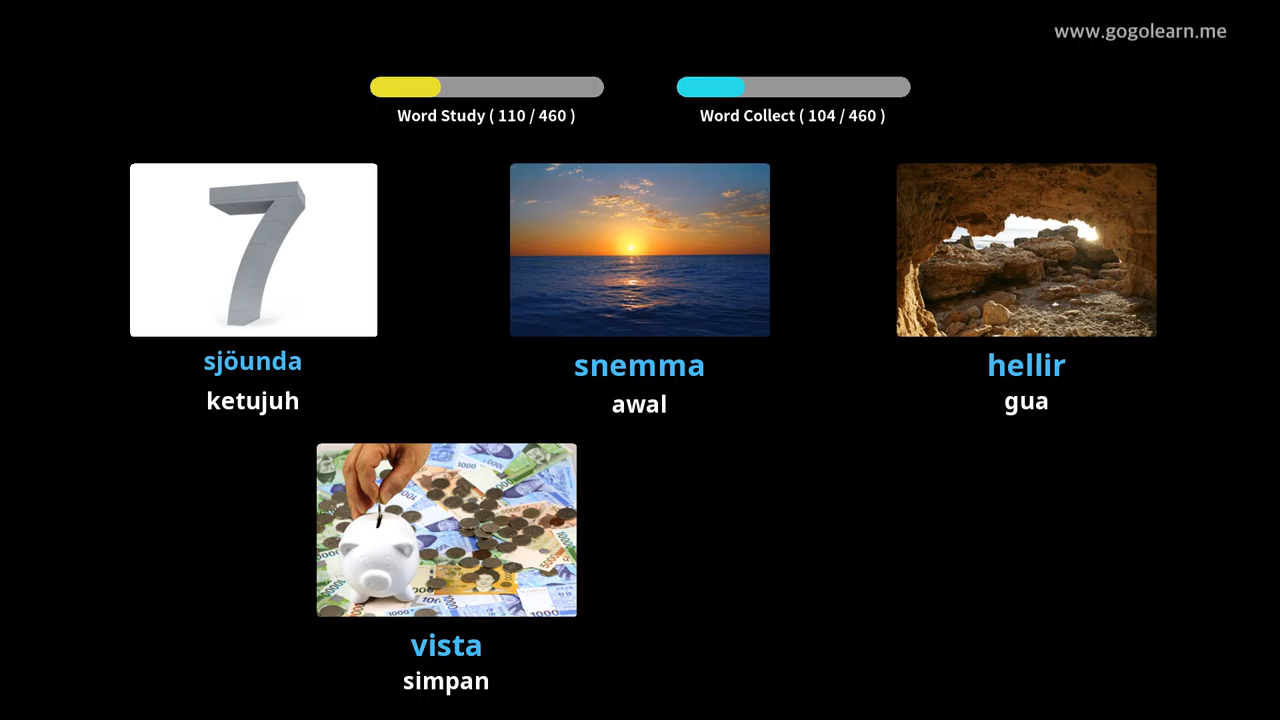 www.gogolearn.me
Word Study ( 110 / 460 )
Word Collect ( 104 / 460 )
7
sjöunda
ketujuh
snemma
awal
hellir
gua
vista
simpan